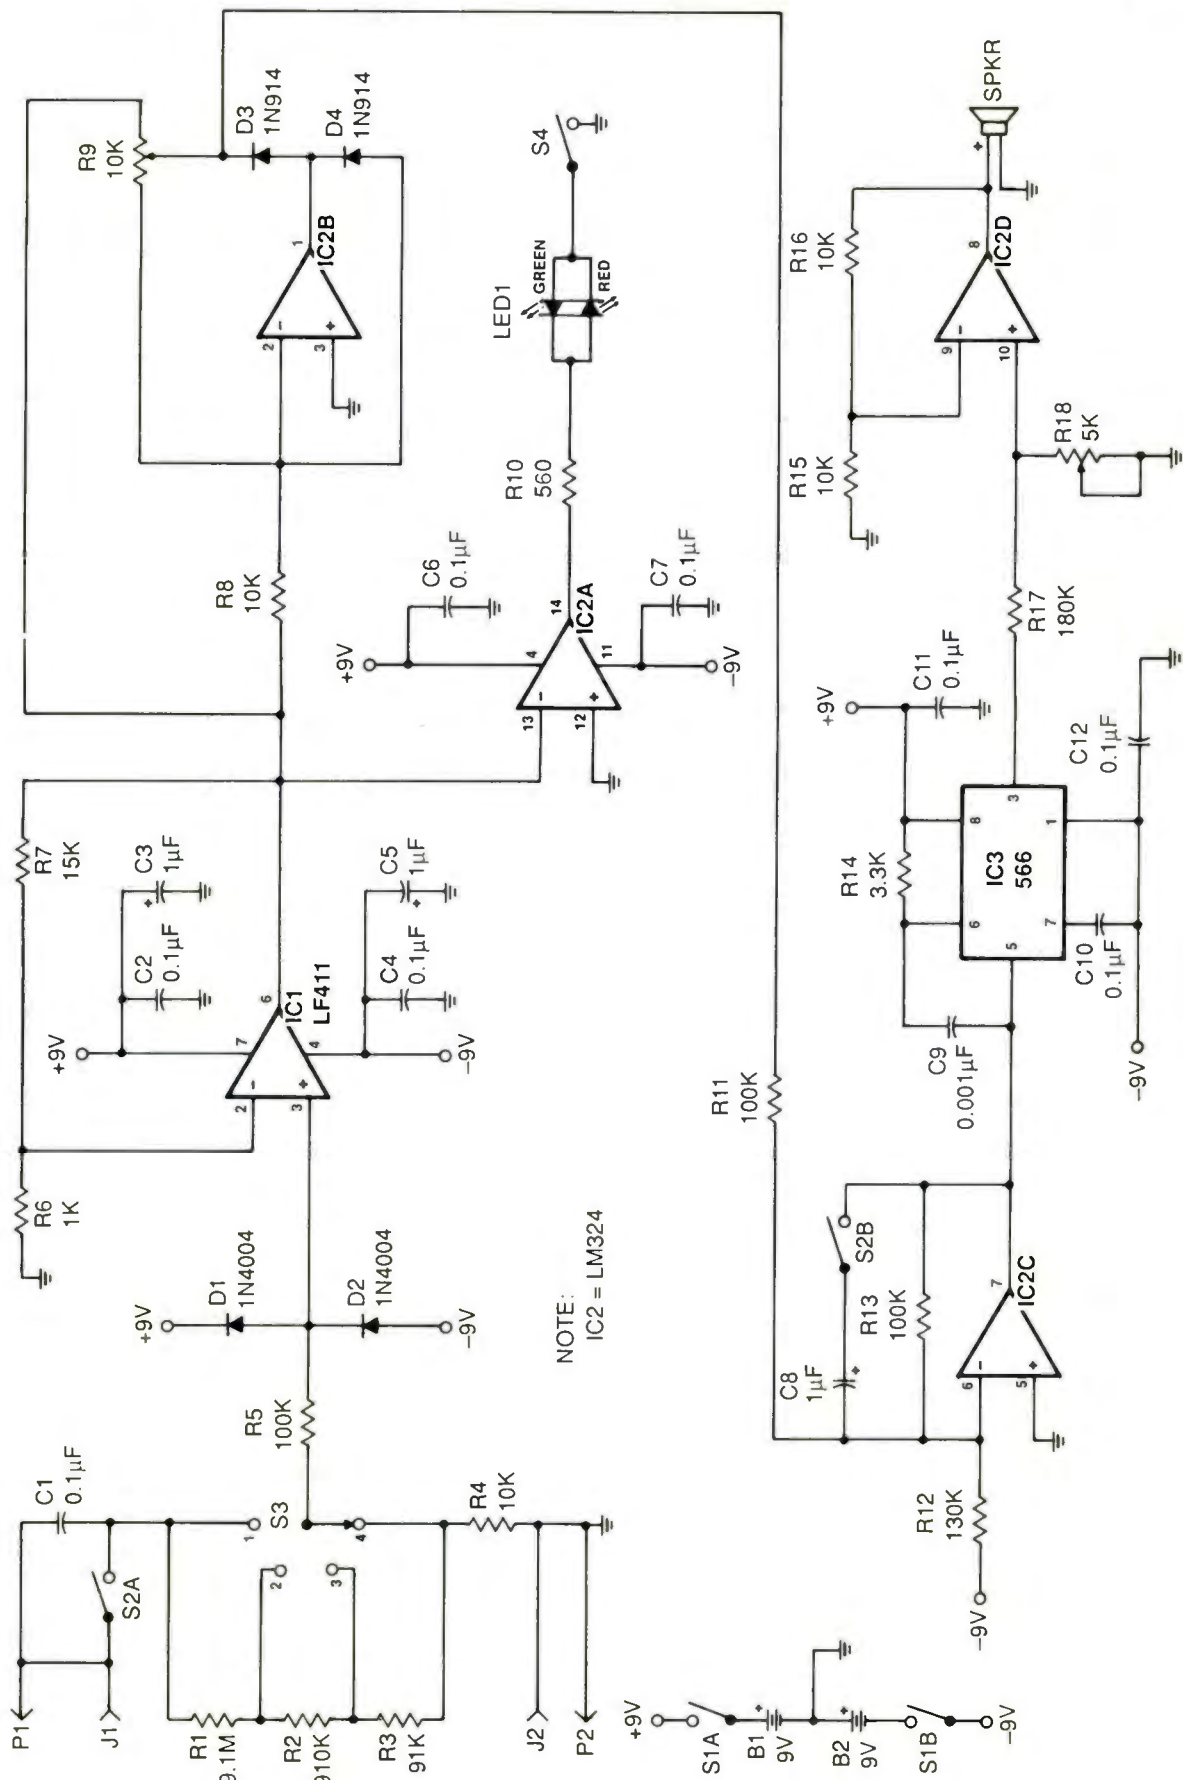 P1
J1
C1
0.1µF
S2A
R1
9.1M
R2
910K
R3
91K
S3
1
2
3
4
R4
10K
J2
P2
R5
100K
+9V
D1
1N4004
D2
1N4004
-9V
R6
1K
R7
15K
+9V
C2
0.1µF
C3
1µF
+
2
-
3
+
7
4
6
IC1
LF411
C4
0.1µF
C5
1µF
+
-9V
R8
10K
R9
10K
D3
1N914
D4
1N914
2
-
3
+
1
IC2B
+9V
C6
0.1µF
13
-
12
+
4
11
14
IC2A
C7
0.1µF
-9V
R10
560
LED1
GREEN
RED
S4
NOTE:
IC2 = LM324
+9V
S1A
B1
9V
+
B2
9V
+
S1B
-9V
R11
100K
R12
130K
-9V
C8
1µF
+
S2B
R13
100K
6
-
5
+
7
IC2C
C9
0.001µF
R14
3.3K
+9V
C11
0.1µF
6
8
5
IC3
566
3
7
1
C10
0.1µF
C12
0.1µF
-9V
R17
180K
R18
5K
R15
10K
R16
10K
9
-
10
+
8
IC2D
+
SPKR